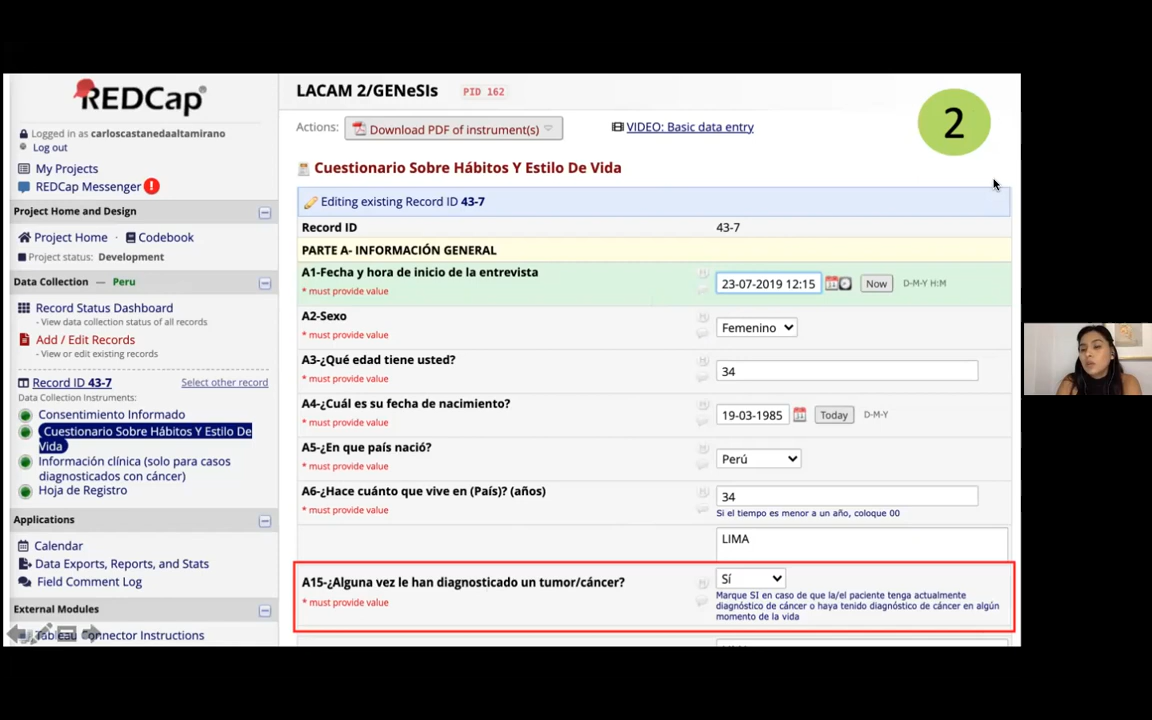 REDCap
Logged in as carloscastanedaaltamirano
Log out
My Projects
REDCap Messenger
Project Home and Design
Project Home · Codebook
Project status: Development
Data Collection — Peru
Record Status Dashboard
- View data collection status of all records
Add / Edit Records
- View or edit existing records
Record ID 43-7 Select other record
Data Collection Instruments:
Consentimiento Informado
Cuestionario Sobre Hábitos Y Estilo De
Vida
Información clínica (solo para casos
diagnosticados con cáncer)
Hoja de Registro
Applications
Calendar
Data Exports, Reports, and Stats
Field Comment Log
External Modules
Tableau Connector Instructions
LACAM 2/GENeSIs PID 162
2
Actions: Download PDF of instrument(s) VIDEO: Basic data entry
Cuestionario Sobre Hábitos Y Estilo De Vida
Editing existing Record ID 43-7
Record ID 43-7
PARTE A- INFORMACIÓN GENERAL
A1-Fecha y hora de inicio de la entrevista
* must provide value
23-07-2019 12:15 Now D-M-Y H:M
A2-Sexo
* must provide value
Femenino
A3-¿Qué edad tiene usted?
* must provide value
34
A4-¿Cuál es su fecha de nacimiento?
* must provide value
19-03-1985 Today D-M-Y
A5-¿En que país nació?
* must provide value
Perú
A6-¿Hace cuánto que vive en (País)? (años)
* must provide value
34
Si el tiempo es menor a un año, coloque 00
LIMA
A15-¿Alguna vez le han diagnosticado un tumor/cáncer?
* must provide value
Sí
Marque SI en caso de que la/el paciente tenga actualmente
diagnóstico de cáncer o haya tenido diagnóstico de cáncer en algún
momento de la vida